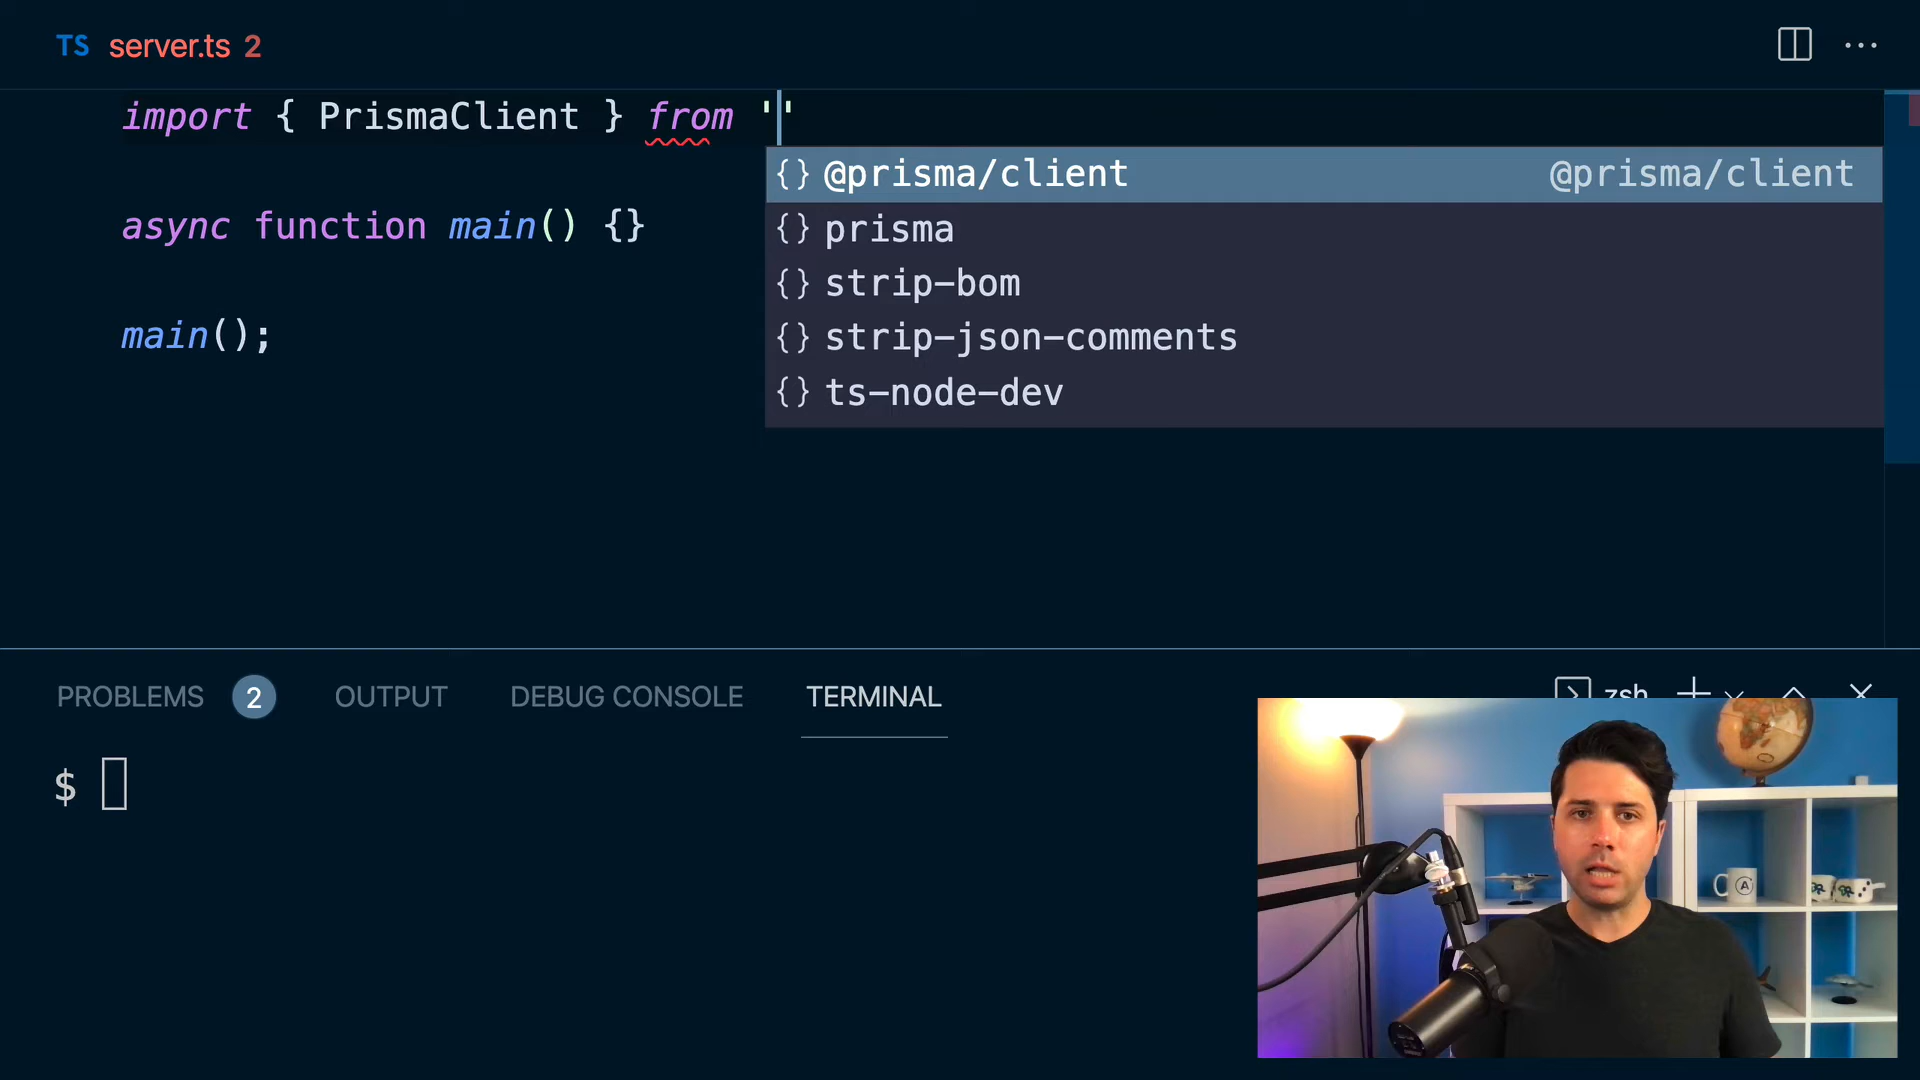 TS server.ts 2
import { PrismaClient } from ''
@prisma/client @prisma/client
prisma
async function main() {}
strip-bom
main();
strip-json-comments
ts-node-dev
PROBLEMS 2 OUTPUT DEBUG CONSOLE TERMINAL zsh
$
A